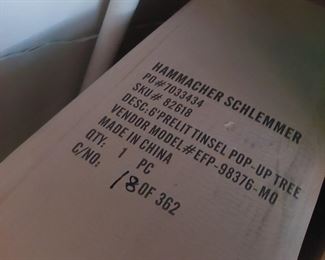 HAMMACHER SCHLEMMER
PO#7033434
SKU# 82618
DESC:6'PRELIT TINSEL POP-UP TREE
VENDOR MODEL#EFP-98376-MO
MADE IN CHINA
QTY: 1 PC
C/NO. 18 OF 362